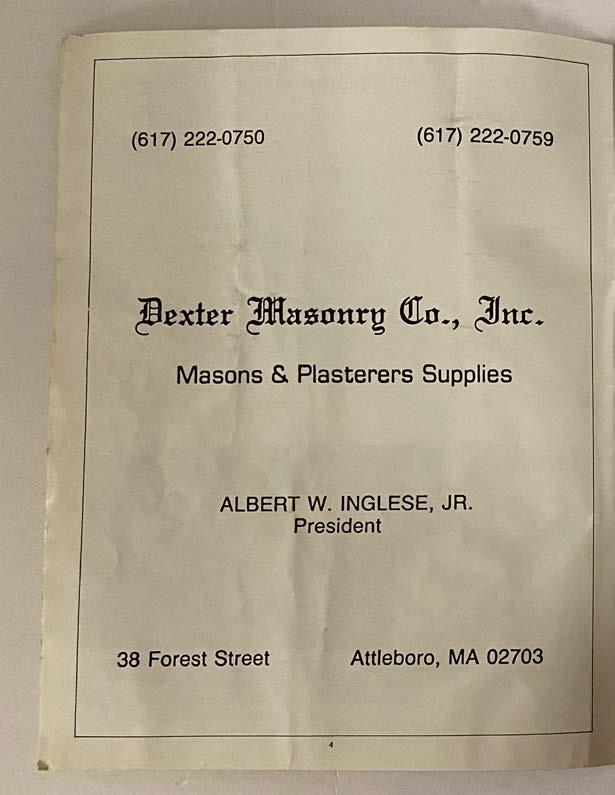 (617) 222-0750 (617) 222-0759
Dexter Masonry Co., Inc.
Masons & Plasterers Supplies
ALBERT W. INGLESE, JR.
President
38 Forest Street Attleboro, MA 02703
4